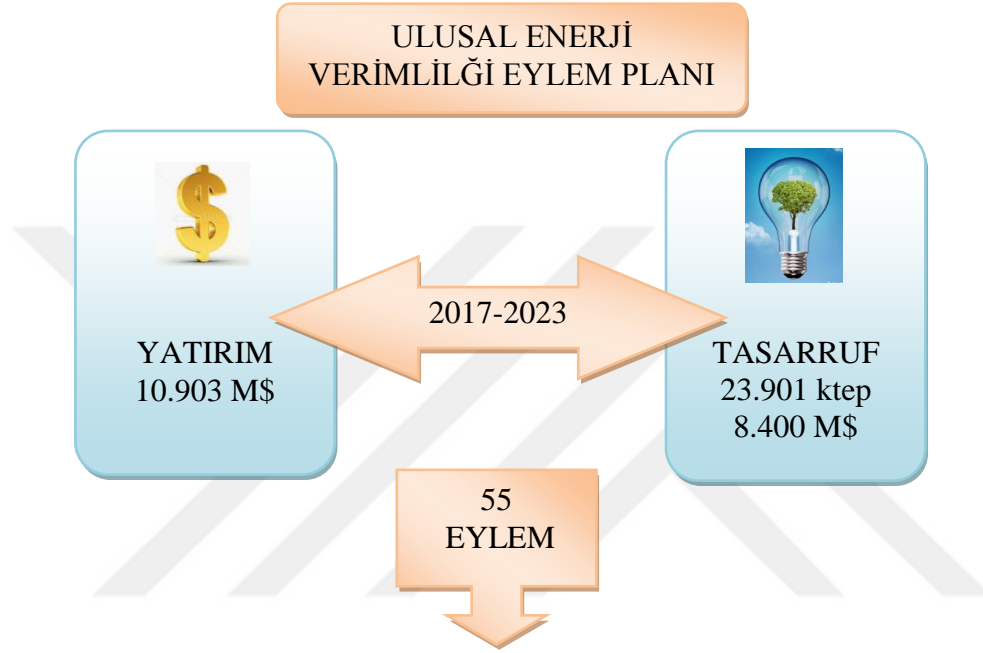 ULUSAL ENERJİ
VERİMLİLĞİ EYLEM PLANI
2017-2023
YATIRIM
10.903 M$
TASARRUF
23.901 ktep
8.400 M$
55
EYLEM